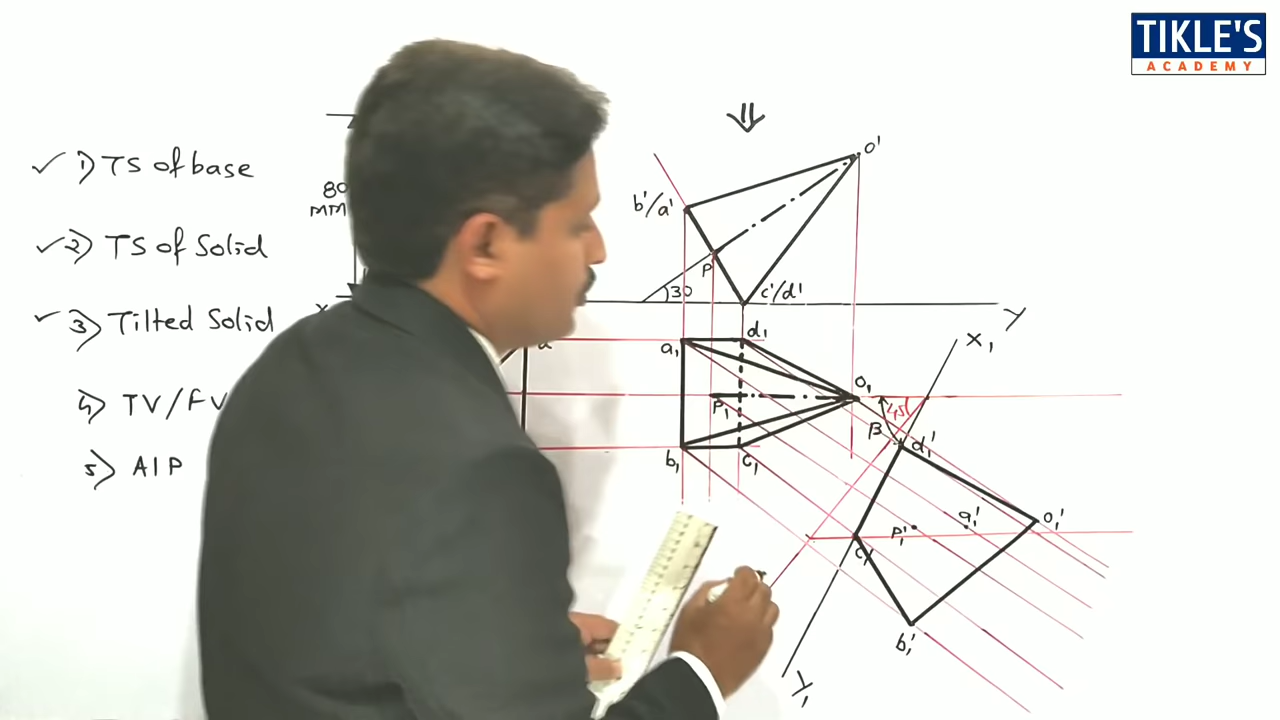 TIKLE'S
ACADEMY
1) TS of base
2) TS of Solid
3) Tilted Solid
4) TV/FV
5) AIP
80
MM
X
a
o'
b'/a'
P
30
c'/d'
Y
X₁
a₁
d₁
o₁
P₁
45
β
b₁
c₁
d₁'
a₁'
o₁'
P₁'
c₁'
b₁'
Y₁